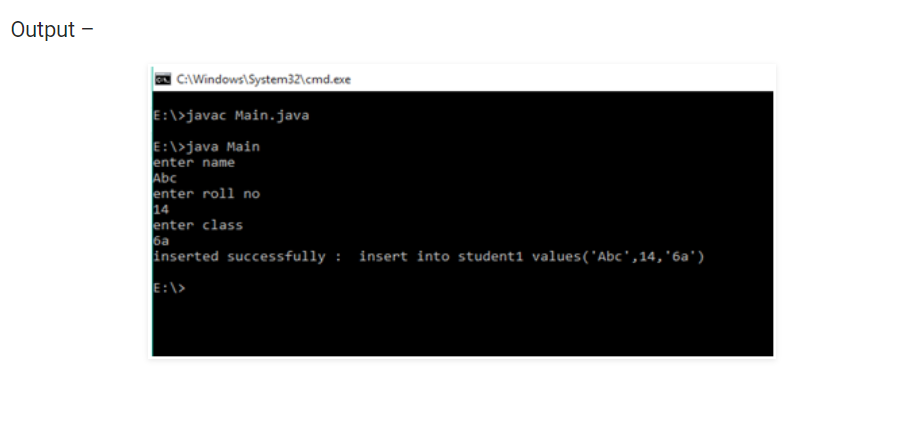 Output –
C:\Windows\System32\cmd.exe
E:\>javac Main.java
E:\>java Main
enter name
Abc
enter roll no
14
enter class
6a
inserted successfully :  insert into student1 values('Abc',14,'6a')
E:\>